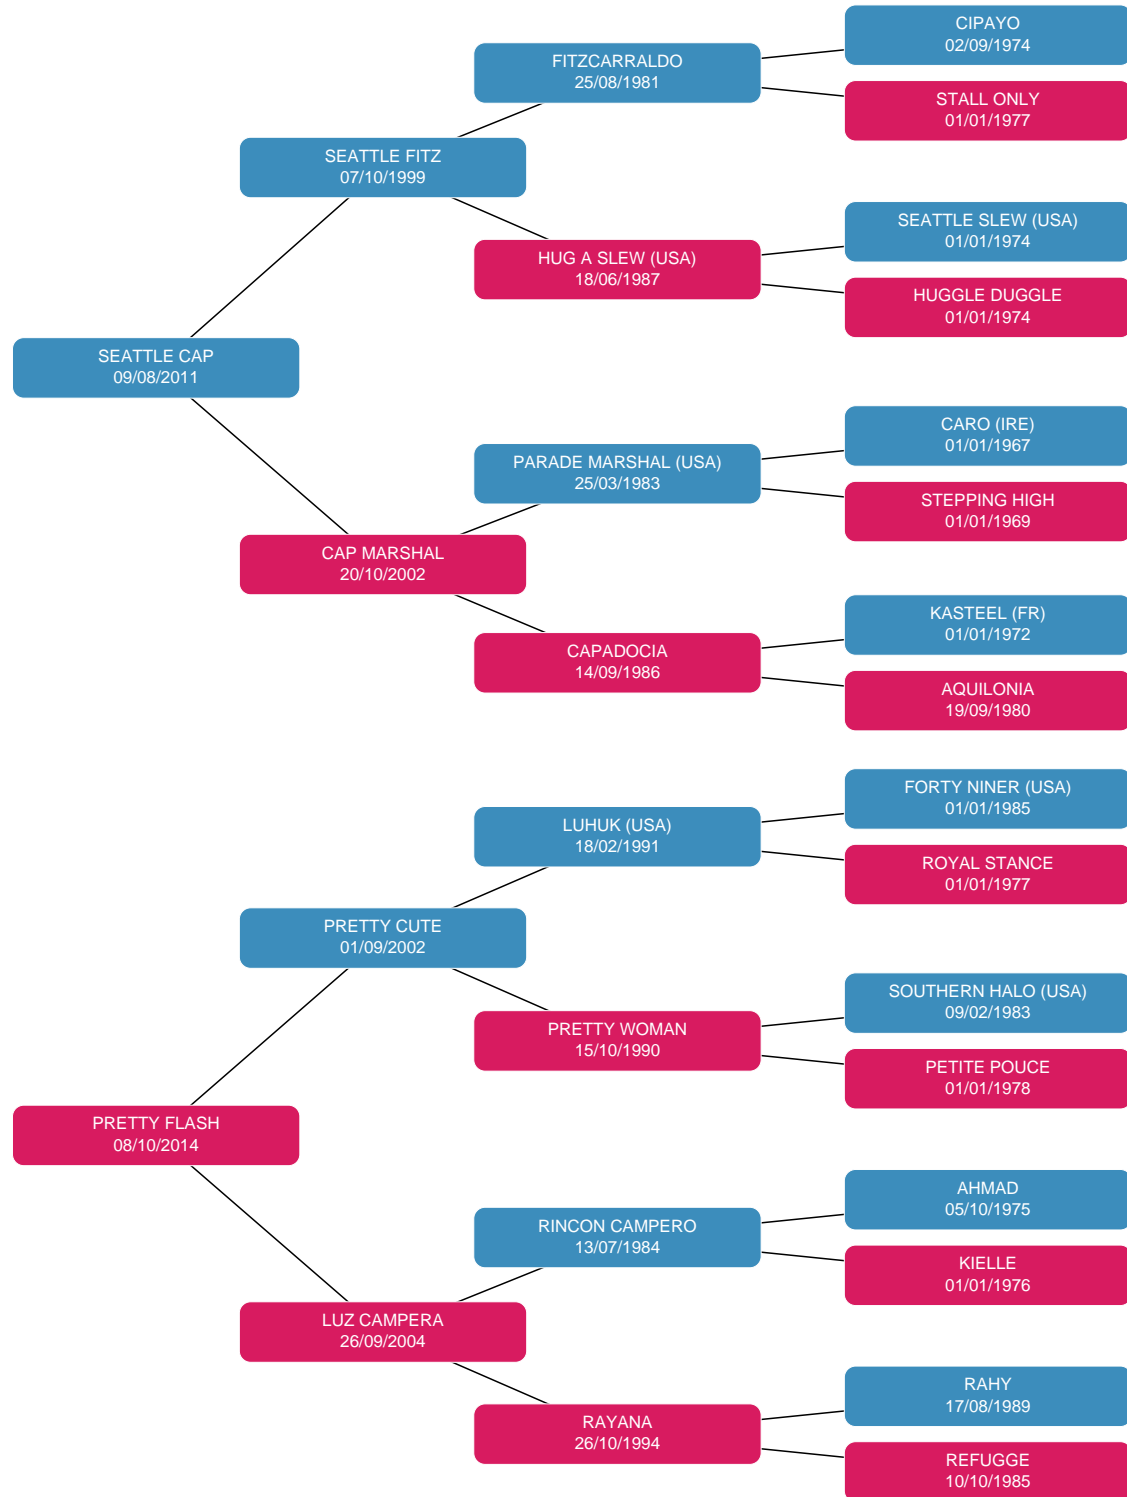 CIPAYO
02/09/1974
FITZCARRALDO
25/08/1981
STALL ONLY
01/01/1977
SEATTLE FITZ
07/10/1999
SEATTLE SLEW (USA)
01/01/1974
HUG A SLEW (USA)
18/06/1987
HUGGLE DUGGLE
01/01/1974
SEATTLE CAP
09/08/2011
CARO (IRE)
01/01/1967
PARADE MARSHAL (USA)
25/03/1983
STEPPING HIGH
01/01/1969
CAP MARSHAL
20/10/2002
KASTEEL (FR)
01/01/1972
CAPADOCIA
14/09/1986
AQUILONIA
19/09/1980
FORTY NINER (USA)
01/01/1985
LUHUK (USA)
18/02/1991
ROYAL STANCE
01/01/1977
PRETTY CUTE
01/09/2002
SOUTHERN HALO (USA)
09/02/1983
PRETTY WOMAN
15/10/1990
PETITE POUCE
01/01/1978
PRETTY FLASH
08/10/2014
AHMAD
05/10/1975
RINCON CAMPERO
13/07/1984
KIELLE
01/01/1976
LUZ CAMPERA
26/09/2004
RAHY
17/08/1989
RAYANA
26/10/1994
REFUGGE
10/10/1985